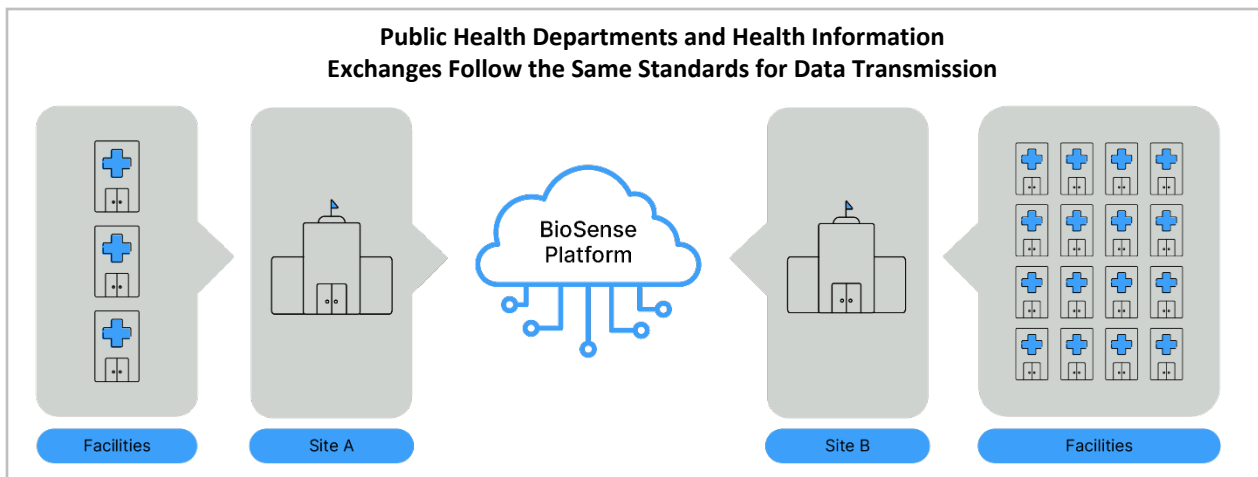 Public Health Departments and Health Information
Exchanges Follow the Same Standards for Data Transmission
BioSense
Platform
Facilities
Site A
Site B
Facilities